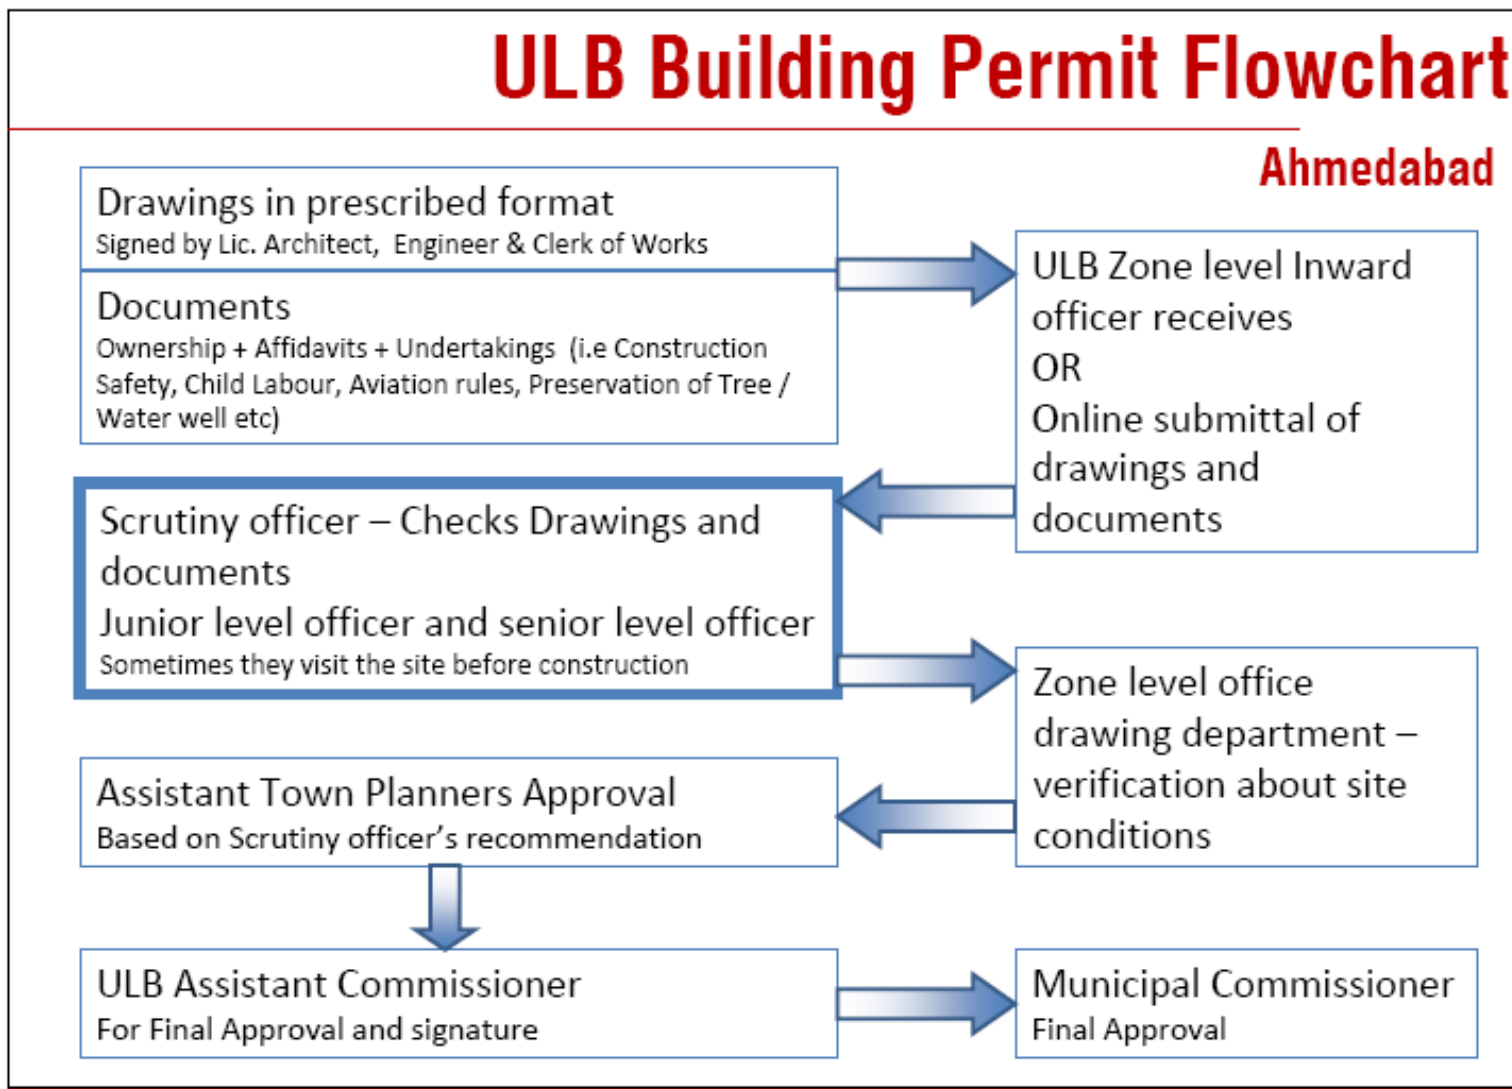 ULB Building Permit Flowchart
Ahmedabad
Drawings in prescribed format
Signed by Lic. Architect, Engineer & Clerk of Works
Documents
Ownership + Affidavits + Undertakings (i.e Construction
Safety, Child Labour, Aviation rules, Preservation of Tree /
Water well etc)
ULB Zone level Inward
officer receives
OR
Online submittal of
drawings and
documents
Scrutiny officer – Checks Drawings and
documents
Junior level officer and senior level officer
Sometimes they visit the site before construction
Zone level office
drawing department –
verification about site
conditions
Assistant Town Planners Approval
Based on Scrutiny officer’s recommendation
ULB Assistant Commissioner
For Final Approval and signature
Municipal Commissioner
Final Approval